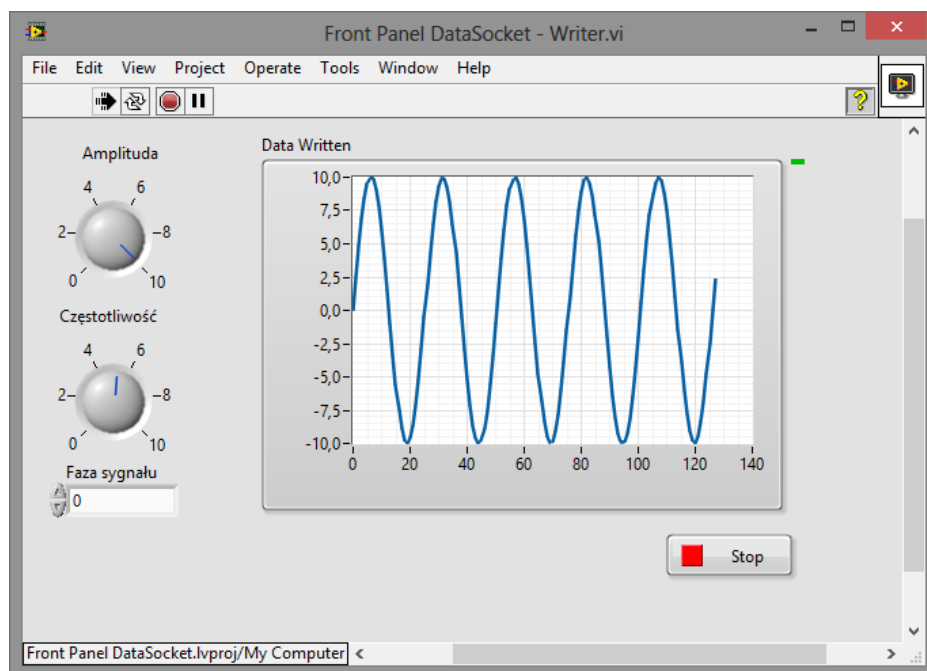 Front Panel DataSocket - Writer.vi
File Edit View Project Operate Tools Window Help
Amplituda
4 6
2 8
0 10
Częstotliwość
4 6
2 8
0 10
Faza sygnału
0
Data Written
10,0
7,5
5,0
2,5
0,0
-2,5
-5,0
-7,5
-10,0
0 20 40 60 80 100 120 140
Stop
Front Panel DataSocket.lvproj/My Computer